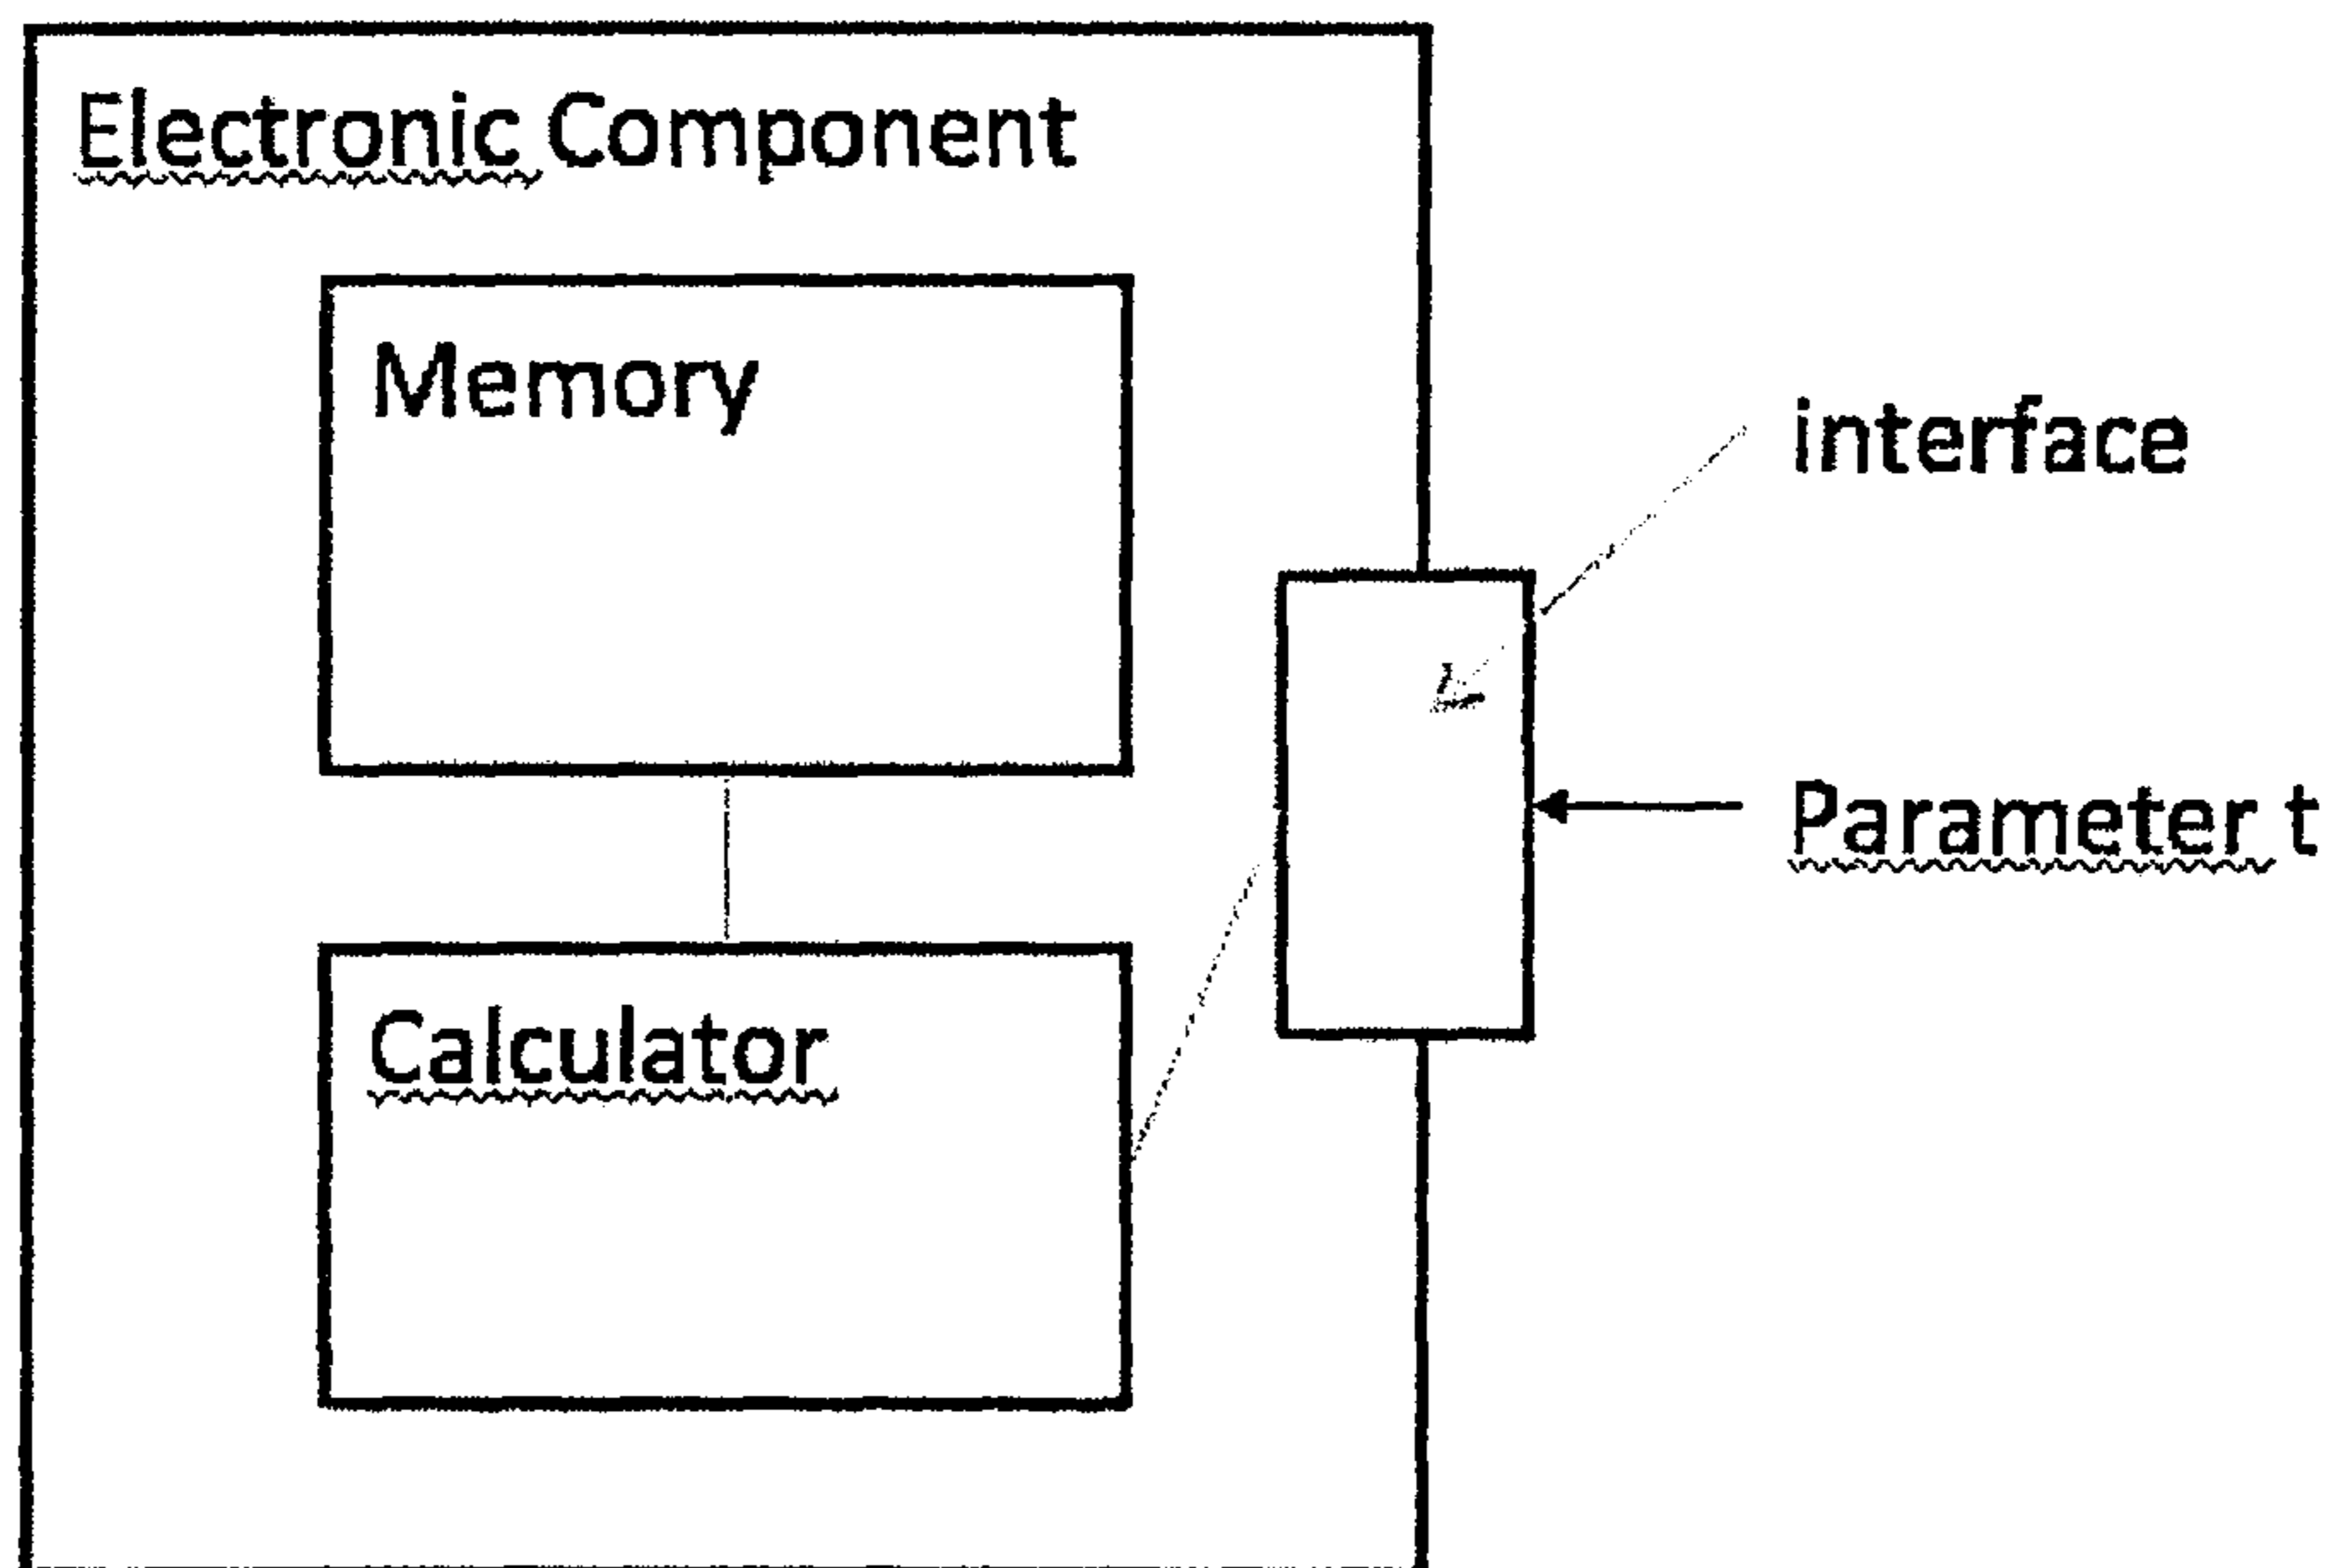 Electronic Component
Memory
interface
Parameter t
Calculator